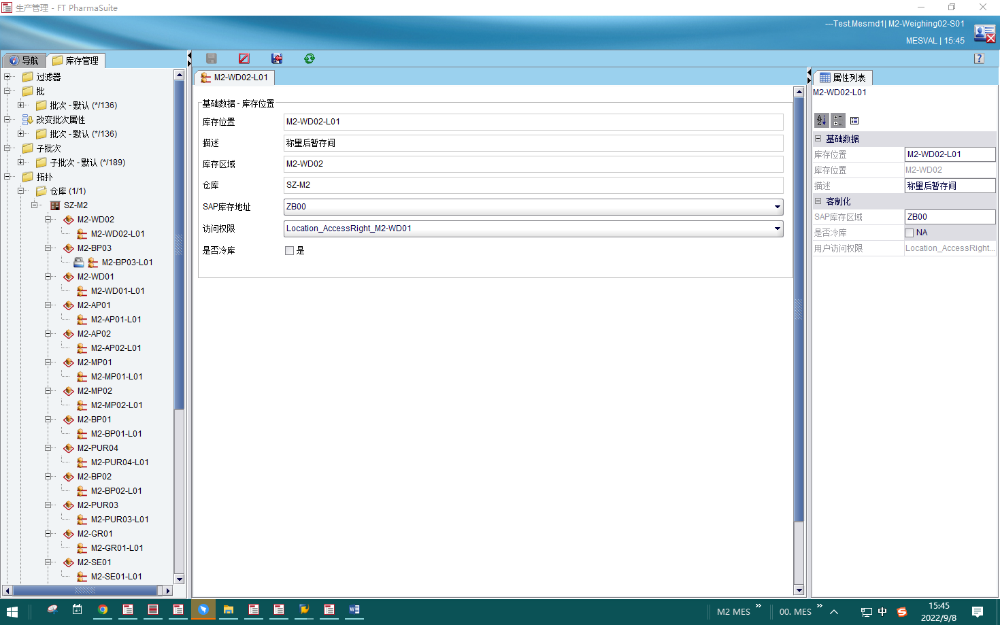 生产管理 - FT PharmaSuite
---Test.Mesmd1| M2-Weighing02-S01
MESVAL | 15:45
导航
库存管理
过滤器
批
批次 - 默认 (*/136)
改变批次属性
批次 - 默认 (*/136)
子批次
子批次 - 默认 (*/189)
拓扑
仓库 (1/1)
SZ-M2
M2-WD02
M2-WD02-L01
M2-BP03
M2-BP03-L01
M2-WD01
M2-WD01-L01
M2-AP01
M2-AP01-L01
M2-AP02
M2-AP02-L01
M2-MP01
M2-MP01-L01
M2-MP02
M2-MP02-L01
M2-BP01
M2-BP01-L01
M2-PUR04
M2-PUR04-L01
M2-BP02
M2-BP02-L01
M2-PUR03
M2-PUR03-L01
M2-GR01
M2-GR01-L01
M2-SE01
M2-SE01-L01
M2-WD02-L01
基础数据 - 库存位置
库存位置 M2-WD02-L01
描述 称量后暂存间
库存区域 M2-WD02
仓库 SZ-M2
SAP库存地址 ZB00
访问权限 Location_AccessRight_M2-WD01
是否冷库 是
属性列表
M2-WD02-L01
基础数据
库存位置 M2-WD02-L01
库存位置 M2-WD02
描述 称量后暂存间
客制化
SAP库存区域 ZB00
是否冷库 NA
用户访问权限 Location_AccessRight...
M2 MES
00. MES
中
15:45
2022/9/8